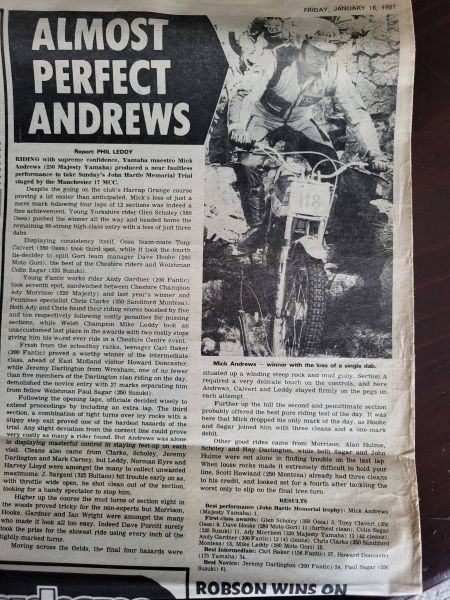 FRIDAY, JANUARY 16, 1981
ALMOST
PERFECT
ANDREWS
Report: PHIL LEDDY
RIDING with supreme confidence, Yamaha maestro Mick
Andrews (250 Majesty Yamaha) produced a near faultless
performance to take Sunday's John Hartle Memorial Trial
staged by the Manchester 17 MCC.
Despite the going on the club's Harrop Grange course
proving a lot easier than anticipated, Mick's loss of just a
mere mark following four laps of 12 sections was indeed a
fine achievement. Young Yorkshire rider Glen Scholey (350
Ossa) pushed the winner all the way and headed home the
remaining 80-strong high-class entry with a loss of just three
dabs.
Displaying consistency itself, Ossa team-mate Tony
Calvert (350 Ossa) took third spot, while it took the
tie-decider to split Gori team manager Dave Hooke (280
Moto Gori), the best of the Cheshire riders and Welshman
Colin Sagar (325 Suzuki).
Young Fantic works rider Andy Gardner (200 Fantic)
took seventh spot, sandwiched between Cheshire Champion
Ady Morrison (320 Majesty) and last year's winner and
Pennines specialist Chris Clarke (350 Sandiford Montesa).
Both Ady and Chris found their riding scores boosted by five
and ten respectively following costly penalties for missing
sections, while Welsh Champion Mike Leddy took an
unaccustomed last place in the awards with two costly stops
giving him his worst ever ride in a Cheshire Centre event.
Fresh from the schoolboy ranks, teenager Carl Baker
(200 Fantic) proved a worthy winner of the intermediate
class, ahead of East Midland visitor Howard Doncaster,
while Jeremy Darlington from Wrexham, one of no fewer
than five members of the Darlington clan riding on the day,
demolished the novice entry with 27 marks separating him
from fellow Welshman Paul Sagar (250 Suzuki).
Following the opening laps, officials decided wisely to
extend proceedings by including an extra lap. The third
section, a combination of tight turns over icy rocks with a
slippy step exit proved one of the hardest hazards of the
trial. Any slight deviation from the correct line could prove
very costly as many a rider found. But Andrews was alone
in displaying masterful control in staying feet-up on each
visit. Cleans also came from Clarke, Scholey, Jeremy
Darlington and Mark Carney, but Leddy, Norman Eyre and
Harvey Lloyd were amongst the many to collect unwanted
maximums. J. Sargent (325 Bultaco) hit trouble early on as,
with throttle wide open, he shot clean out of the section,
looking for a handy spectator to stop him.
Higher up the course the mud turns of section eight in
the woods proved tricky for the non-experts but Morrison,
Hooke, Gardner and Ian Wright were amongst the many
who made it look all too easy. Indeed Dave Porritt surely
took the prize for the slowest ride using every inch of the
tightly-marked turns.
Moving across the fields, the final four hazards were
118
Mick Andrews — winner with the loss of a single dab.
situated up a winding steep rock and mud gully. Section A
required a very delicate touch on the controls, and here
Andrews, Calvert and Leddy stayed firmly on the pegs on
each attempt.
Further up the hill the second and penultimate section
probably offered the best pure riding test of the day. It was
here that Mick dropped his only mark of the day, as Hooke
and Sagar joined him with three cleans and a one-mark
debit.
Other good rides came from Morrison, Alan Hulme,
Scholey and Ray Darlington, while both Sagar and John
Hulme were not alone in finding trouble on the last lap.
When loose rocks made it extremely difficult to hold your
line, Scott Rowland (250 Montesa) already had three cleans
to his credit, and looked set for a fourth after tackling the
worst only to slip on the final tree-turn.
RESULTS
Best performance (John Hartle Memorial trophy): Mick Andrews
(Majesty Yamaha) 1.
First-class awards: Glen Scholey (350 Ossa) 3, Tony Calvert, (350
Ossa) 8, Dave Hooke (280 Moto Gori) 11 (furthest clean), Colin Sagar
(325 Suzuki) 11, Ady Morrison (320 Majesty Yamaha) 12 (42 cleans),
Andy Gardner (200 Fantic) 12 (41 cleans), Chris Clarke (350 Sandiford
Montesa) 13, Mike Leddy (280 Moto Gori) 15.
Best Intermediate: Carl Baker (156 Fantic) 27, Howard Doncaster
(175 Yamaha) 34.
Best Novice: Jeremy Darlington (200 Fantic) 34, Paul Sagar (250
Suzuki) 61.
ROBSON WINS ON